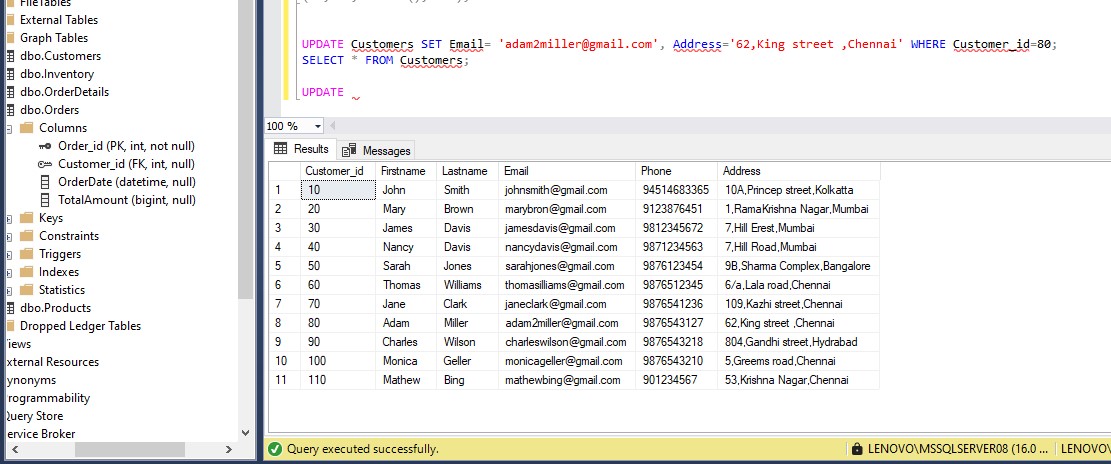 FileTables
External Tables
Graph Tables
dbo.Customers
dbo.Inventory
dbo.OrderDetails
dbo.Orders
Columns
Order_id (PK, int, not null)
Customer_id (FK, int, null)
OrderDate (datetime, null)
TotalAmount (bigint, null)
Keys
Constraints
Triggers
Indexes
Statistics
dbo.Products
Dropped Ledger Tables
iews
xternal Resources
ynonyms
rogrammability
Query Store
ervice Broker
UPDATE Customers SET Email= 'adam2miller@gmail.com', Address='62,King street ,Chennai' WHERE Customer_id=80;
SELECT * FROM Customers;
UPDATE
100 %
Results Messages
Customer_id Firstname Lastname Email Phone Address
1 10 John Smith johnsmith@gmail.com 94514683365 10A,Princep street,Kolkatta
2 20 Mary Brown marybron@gmail.com 9123876451 1,RamaKrishna Nagar,Mumbai
3 30 James Davis jamesdavis@gmail.com 9812345672 7,Hill Erest,Mumbai
4 40 Nancy Davis nancydavis@gmail.com 9871234563 7,Hill Road,Mumbai
5 50 Sarah Jones sarahjones@gmail.com 9876123454 9B,Sharma Complex,Bangalore
6 60 Thomas Williams thomasilliams@gmail.com 9876512345 6/a,Lala road,Chennai
7 70 Jane Clark janeclark@gmail.com 9876541236 109,Kazhi street,Chennai
8 80 Adam Miller adam2miller@gmail.com 9876543127 62,King street ,Chennai
9 90 Charles Wilson charleswilson@gmail.com 9876543218 804,Gandhi street,Hydrabad
10 100 Monica Geller monicageller@gmail.com 9876543210 5,Greems road,Chennai
11 110 Mathew Bing mathewbing@gmail.com 901234567 53,Krishna Nagar,Chennai
Query executed successfully.
LENOVO\MSSQLSERVER08 (16.0 ... LENOVO\